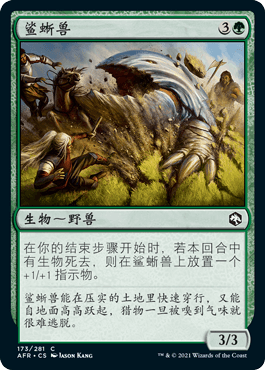 鲨蜥兽 3
生物～野兽
在你的结束步骤开始时，若本回合中
有生物死去，则在鲨蜥兽上放置一个
+1/+1 指示物。
鲨蜥兽能在压实的土地里快速穿行，又能
自地面高高跃起，猎物一旦被嗅到气味就
很难逃脱。
3/3
173/281 C
AFR • CS JASON KANG
™ & © 2021 Wizards of the Coast